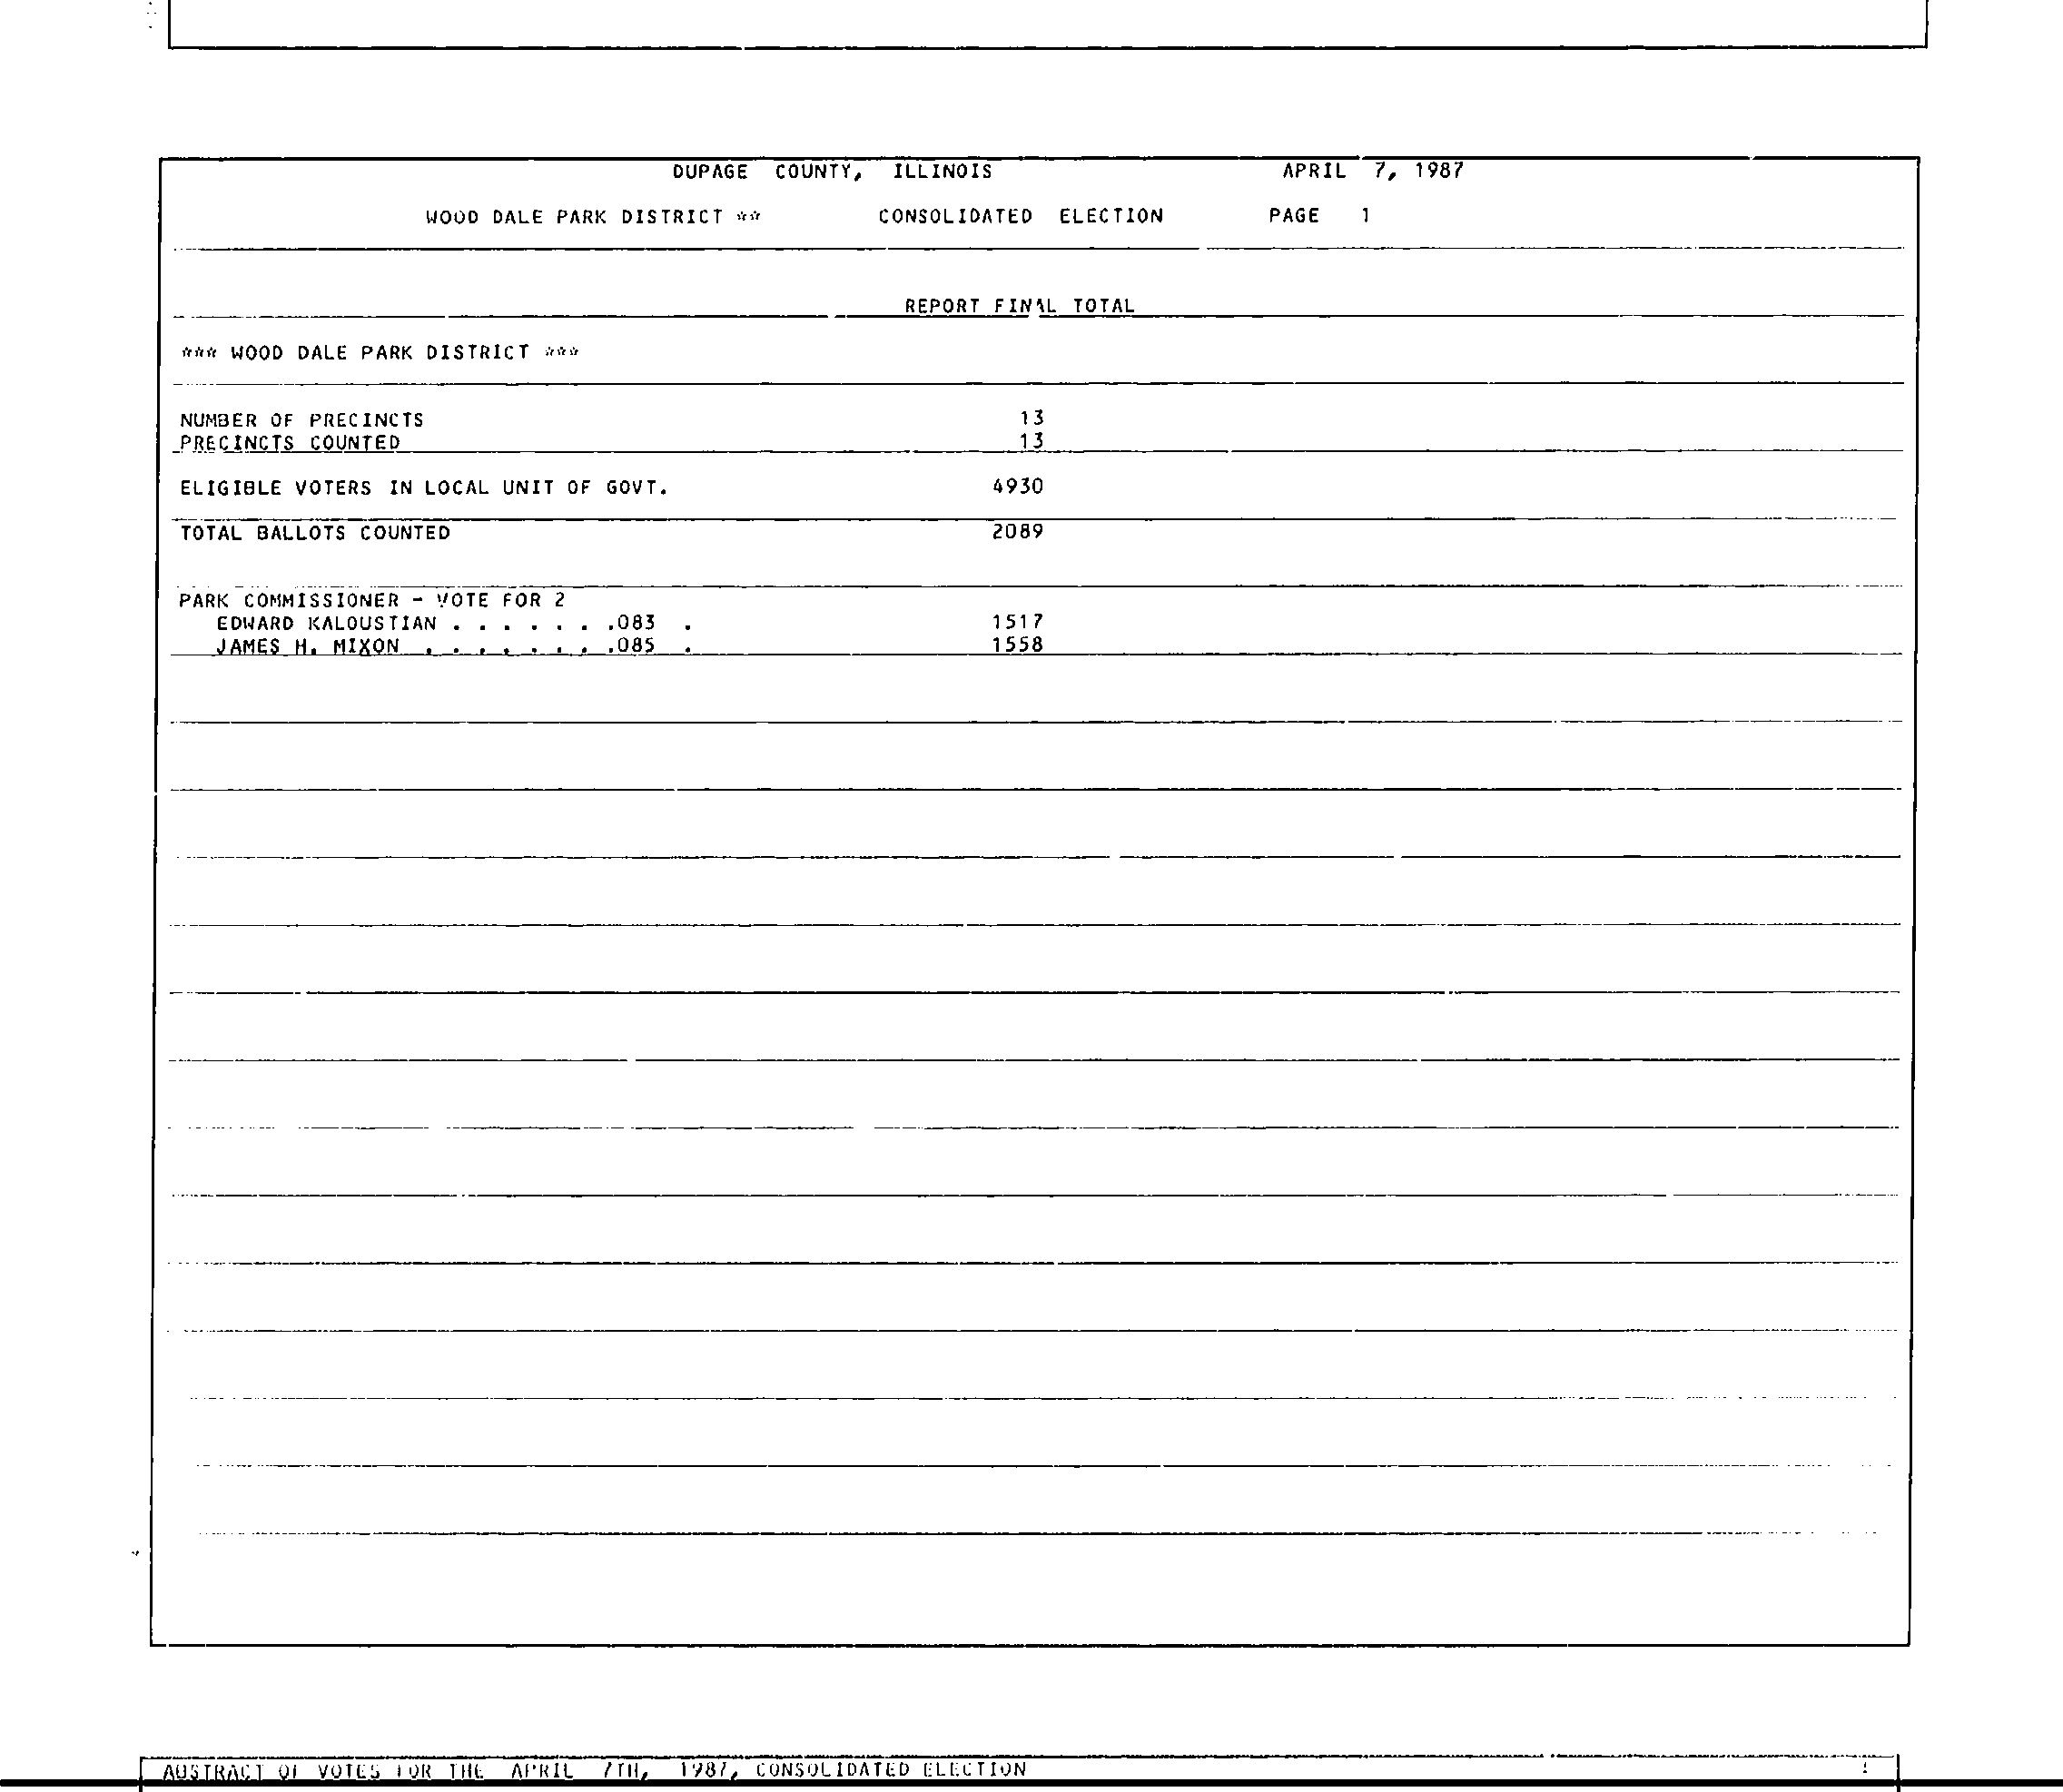 DUPAGE COUNTY, ILLINOIS APRIL 7, 1987
WOOD DALE PARK DISTRICT ** CONSOLIDATED ELECTION PAGE 1
REPORT FINAL TOTAL
*** WOOD DALE PARK DISTRICT ***
NUMBER OF PRECINCTS 13
PRECINCTS COUNTED 13
ELIGIBLE VOTERS IN LOCAL UNIT OF GOVT. 4930
TOTAL BALLOTS COUNTED 2089
PARK COMMISSIONER - VOTE FOR 2
EDWARD KALOUSTIAN . . . . . . .083 . 1517
JAMES H. MIXON . . . . . . . .085 . 1558
ABSTRACT OF VOTES FOR THE APRIL 7TH, 1987, CONSOLIDATED ELECTION